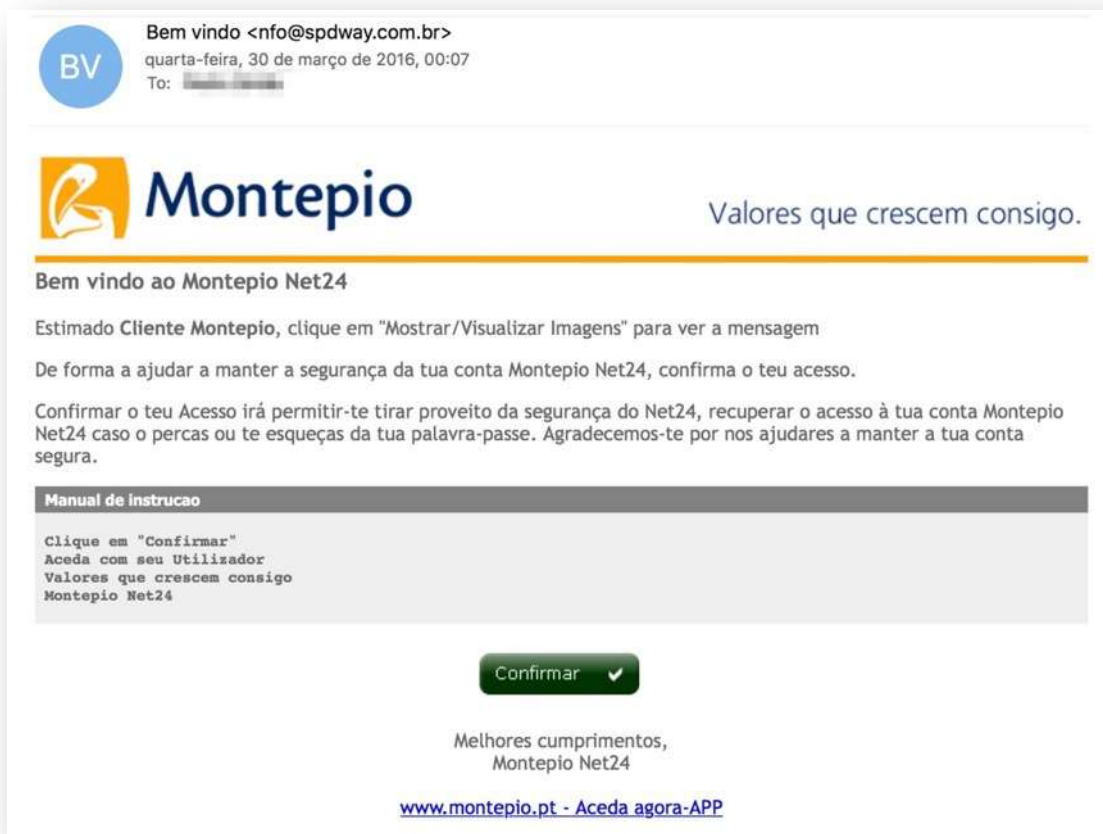 BV
Bem vindo <nfo@spdway.com.br>
quarta-feira, 30 de março de 2016, 00:07
To:
Montepio
Valores que crescem consigo.
Bem vindo ao Montepio Net24
Estimado Cliente Montepio, clique em "Mostrar/Visualizar Imagens" para ver a mensagem
De forma a ajudar a manter a segurança da tua conta Montepio Net24, confirma o teu acesso.
Confirmar o teu Acesso irá permitir-te tirar proveito da segurança do Net24, recuperar o acesso à tua conta Montepio
Net24 caso o percas ou te esqueças da tua palavra-passe. Agradecemos-te por nos ajudares a manter a tua conta
segura.
Manual de instrucao
Clique em "Confirmar"
Aceda com seu Utilizador
Valores que crescem consigo
Montepio Net24
Confirmar
Melhores cumprimentos,
Montepio Net24
www.montepio.pt - Aceda agora-APP